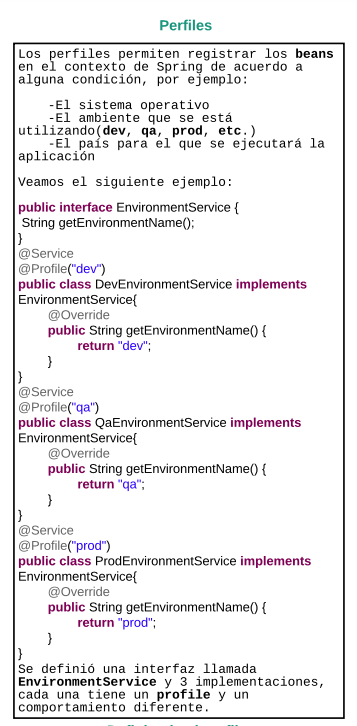 Perfiles
Los perfiles permiten registrar los beans
en el contexto de Spring de acuerdo a
alguna condición, por ejemplo:
-El sistema operativo
-El ambiente que se está
utilizando(dev, qa, prod, etc.)
-El país para el que se ejecutará la
aplicación
Veamos el siguiente ejemplo:
public interface EnvironmentService {
String getEnvironmentName();
}
@Service
@Profile("dev")
public class DevEnvironmentService implements
EnvironmentService{
@Override
public String getEnvironmentName() {
return "dev";
}
}
@Service
@Profile("qa")
public class QaEnvironmentService implements
EnvironmentService{
@Override
public String getEnvironmentName() {
return "qa";
}
}
@Service
@Profile("prod")
public class ProdEnvironmentService implements
EnvironmentService{
@Override
public String getEnvironmentName() {
return "prod";
}
}
Se definió una interfaz llamada
EnvironmentService y 3 implementaciones,
cada una tiene un profile y un
comportamiento diferente.